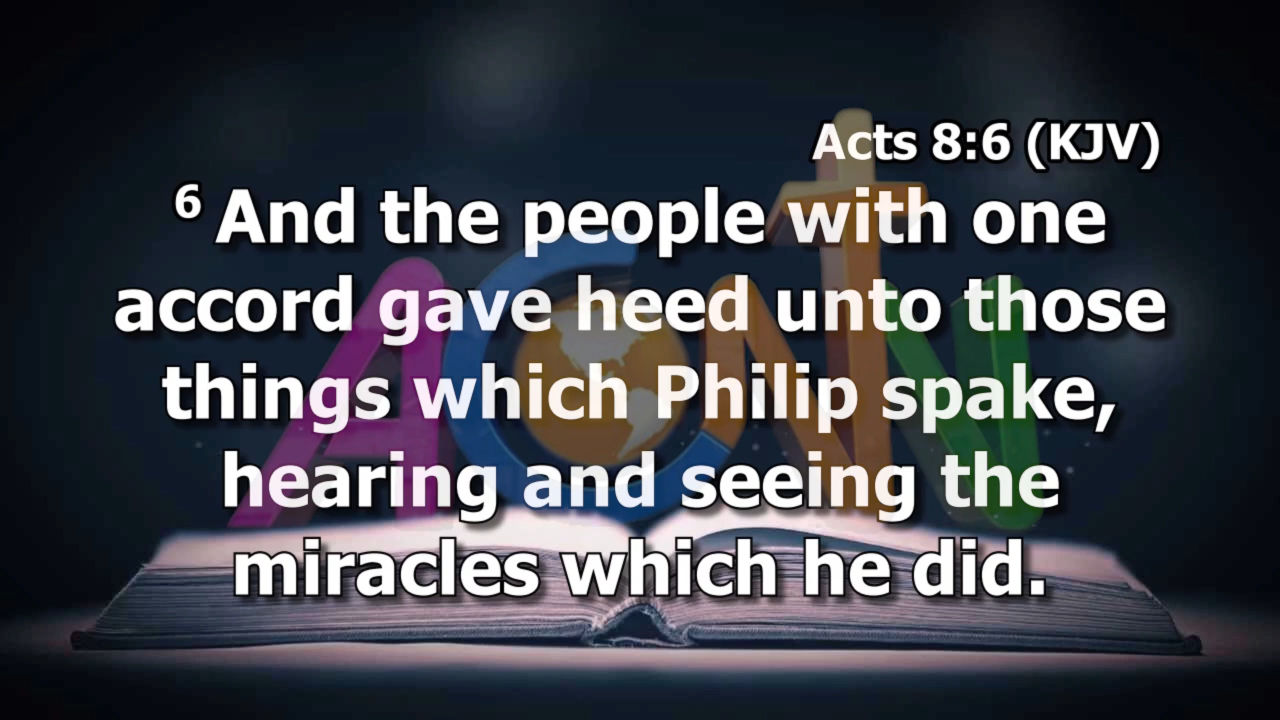 Acts 8:6 (KJV)
6 And the people with one
accord gave heed unto those
things which Philip spake,
hearing and seeing the
miracles which he did.
ACNN